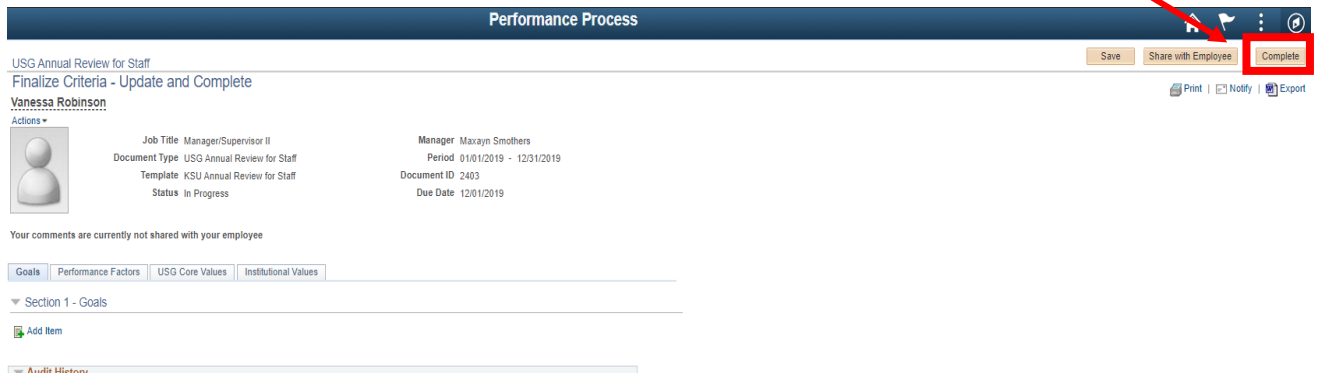 Performance Process
Save Share with Employee Complete
USG Annual Review for Staff
Finalize Criteria - Update and Complete
Print | Notify | Export
Vanessa Robinson
Actions
Job Title Manager/Supervisor II Manager Maxayn Smothers
Document Type USG Annual Review for Staff Period 01/01/2019 - 12/31/2019
Template KSU Annual Review for Staff Document ID 2403
Status In Progress Due Date 12/01/2019
Your comments are currently not shared with your employee
Goals Performance Factors USG Core Values Institutional Values
Section 1 - Goals
Add Item
Audit History